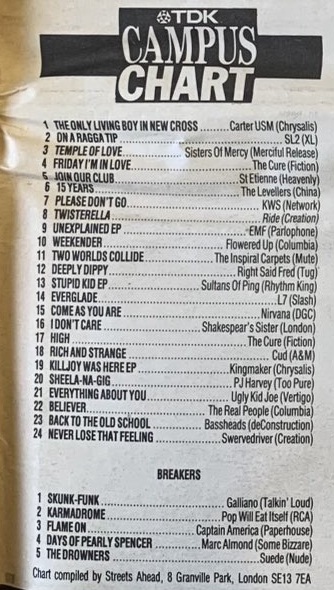 TDK
CAMPUS
CHART
1 THE ONLY LIVING BOY IN NEW CROSS ........Carter USM (Chrysalis)
2 ON A RAGGA TIP ........SL2 (XL)
3 TEMPLE OF LOVE........Sisters Of Mercy (Merciful Release)
4 FRIDAY I'M IN LOVE........The Cure (Fiction)
5 JOIN OUR CLUB........St Etienne (Heavenly)
6 15 YEARS........The Levellers (China)
7 PLEASE DON'T GO........KWS (Network)
8 TWISTERELLA........Ride (Creation)
9 UNEXPLAINED EP........EMF (Parlophone)
10 WEEKENDER........Flowered Up (Columbia)
11 TWO WORLDS COLLIDE........The Inspiral Carpets (Mute)
12 DEEPLY DIPPY........Right Said Fred (Tug)
13 STUPID KID EP........Sultans Of Ping (Rhythm King)
14 EVERGLADE........L7 (Slash)
15 COME AS YOU ARE........Nirvana (DGC)
16 I DON'T CARE........Shakespear's Sister (London)
17 HIGH........The Cure (Fiction)
18 RICH AND STRANGE........Cud (A&M)
19 KILLJOY WAS HERE EP........Kingmaker (Chrysalis)
20 SHEELA-NA-GIG........PJ Harvey (Too Pure)
21 EVERYTHING ABOUT YOU........Ugly Kid Joe (Vertigo)
22 BELIEVER........The Real People (Columbia)
23 BACK TO THE OLD SCHOOL........Bassheads (deConstruction)
24 NEVER LOSE THAT FEELING........Swervedriver (Creation)
BREAKERS
1 SKUNK-FUNK........Galliano (Talkin' Loud)
2 KARMADROME........Pop Will Eat Itself (RCA)
3 FLAME ON........Captain America (Paperhouse)
4 DAYS OF PEARLY SPENCER........Marc Almond (Some Bizzare)
5 THE DROWNERS........Suede (Nude)
Chart compiled by Streets Ahead, 8 Granville Park, London SE13 7EA